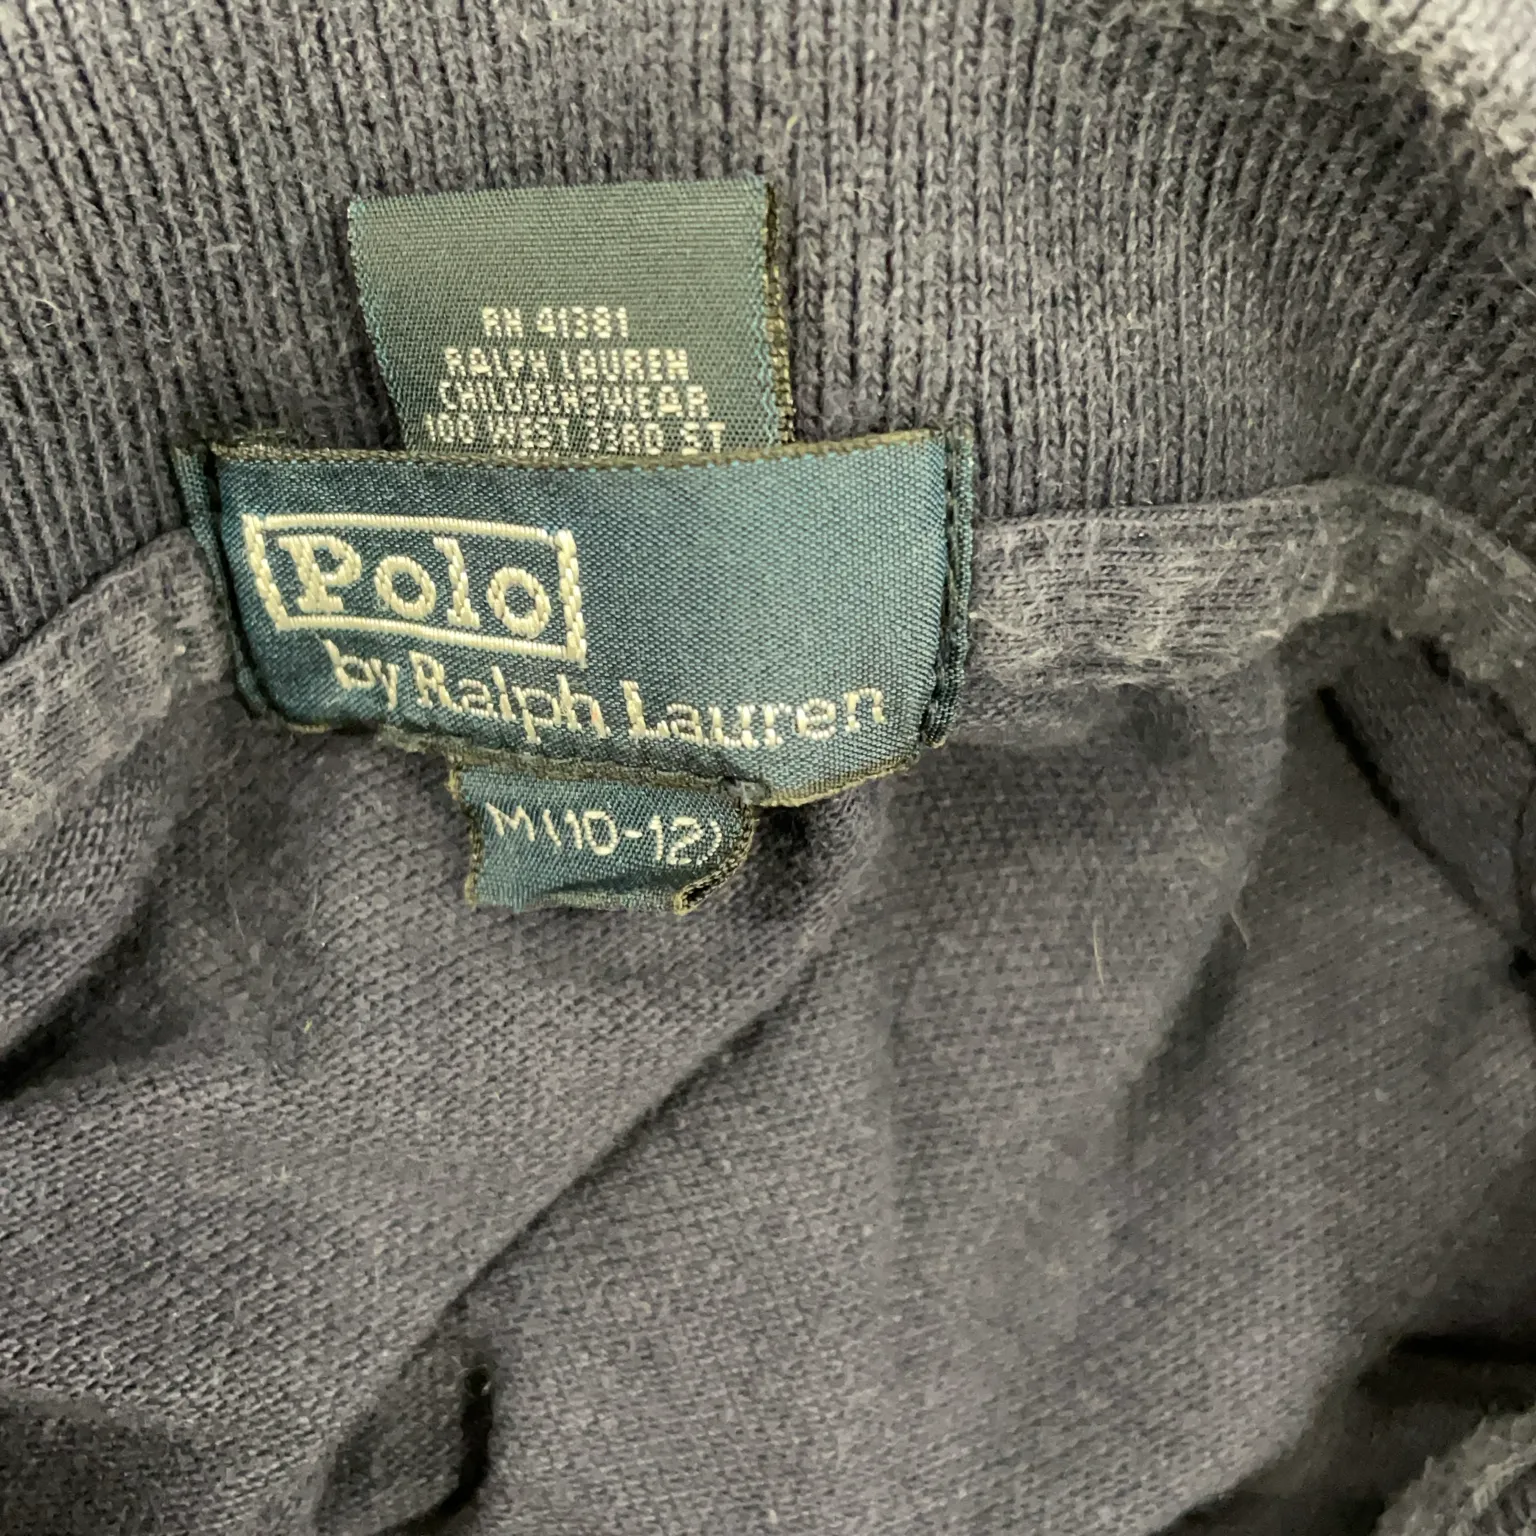 RN 41381
RALPH LAUREN
CHILDRENSWEAR
100 WEST 33RD ST
Polo
by Ralph Lauren
M(10-12)